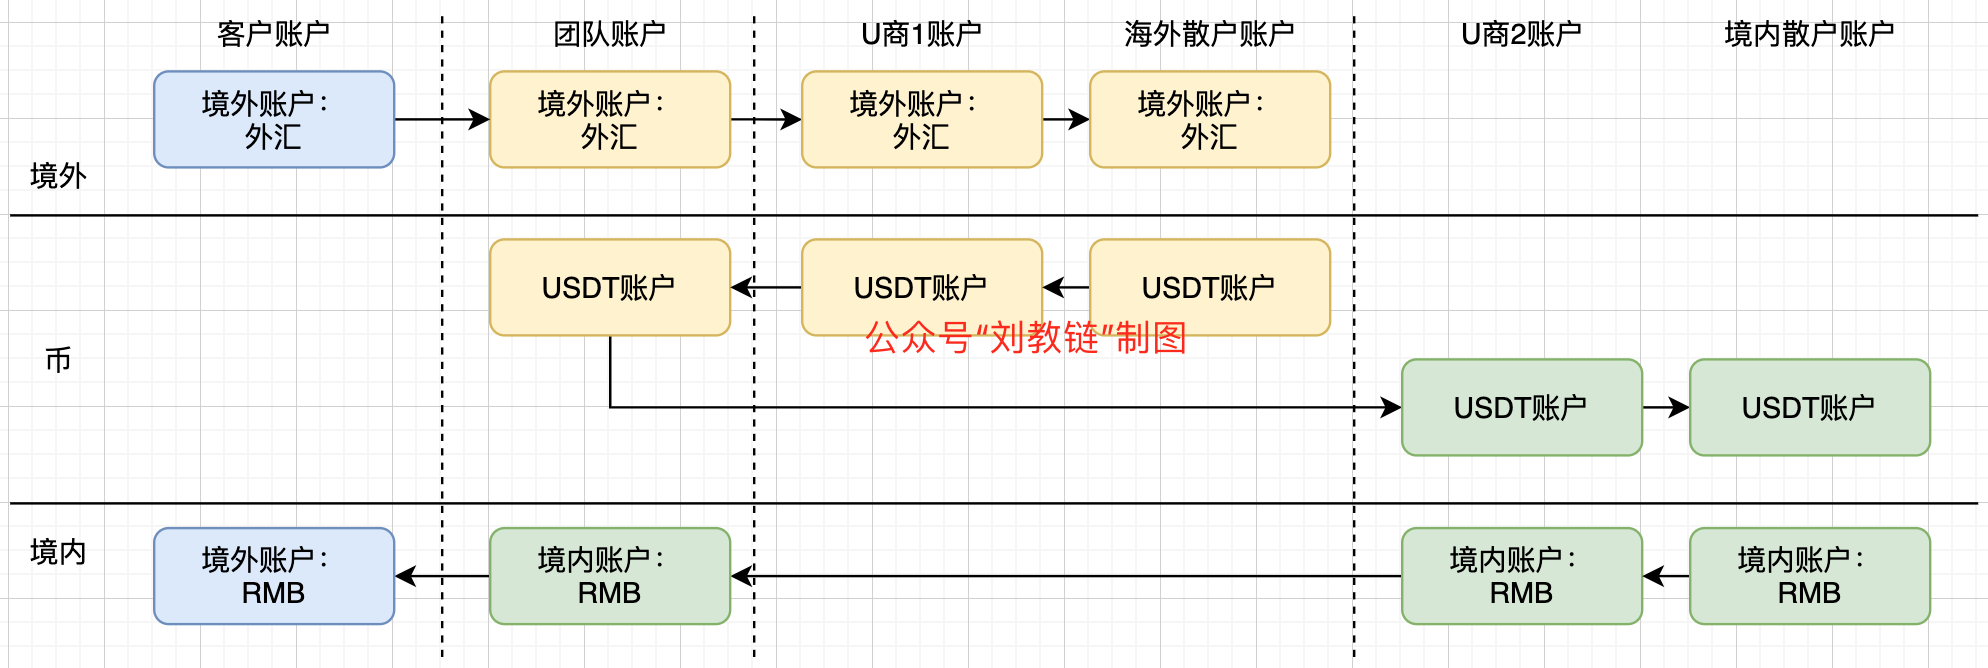 客户账户
团队账户
U商1账户
海外散户账户
U商2账户
境内散户账户
境外账户：
外汇
境外账户：
外汇
境外账户：
外汇
境外账户：
外汇
境外
USDT账户
USDT账户
USDT账户
公众号“刘教链”制图
币
USDT账户
USDT账户
境内
境外账户：
RMB
境内账户：
RMB
境内账户：
RMB
境内账户：
RMB